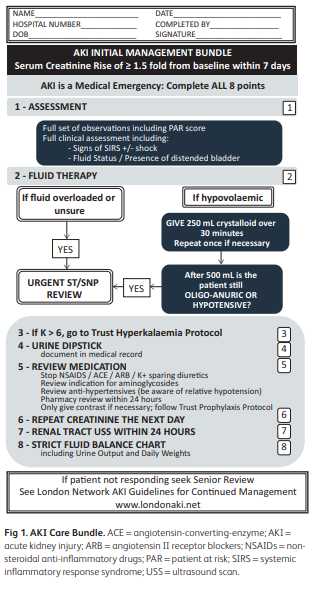 NAME____________________ DATE____________________
HOSPITAL NUMBER__________ COMPLETED BY____________
DOB____________________ SIGNATURE________________
AKI INITIAL MANAGEMENT BUNDLE
Serum Creatinine Rise of ≥ 1.5 fold from baseline within 7 days
AKI is a Medical Emergency: Complete ALL 8 points
1 - ASSESSMENT 1
Full set of observations including PAR score
Full clinical assessment including:
- Signs of SIRS +/- shock
- Fluid Status / Presence of distended bladder
2 - FLUID THERAPY 2
If fluid overloaded or
unsure
YES
URGENT ST/SNP
REVIEW
If hypovolaemic
GIVE 250 mL crystalloid over
30 minutes
Repeat once if necessary
After 500 mL is the
patient still
OLIGO-ANURIC OR
HYPOTENSIVE?
YES
3 - If K > 6, go to Trust Hyperkalaemia Protocol 3
4 - URINE DIPSTICK 4
document in medical record
5 - REVIEW MEDICATION 5
Stop NSAIDS / ACE / ARB / K+ sparing diuretics
Review indication for aminoglycosides
Review anti-hypertensives (be aware of relative hypotension)
Pharmacy review within 24 hours
Only give contrast if necessary; follow Trust Prophylaxis Protocol
6 - REPEAT CREATININE THE NEXT DAY 6
7 - RENAL TRACT USS WITHIN 24 HOURS 7
8 - STRICT FLUID BALANCE CHART 8
including Urine Output and Daily Weights
If patient not responding seek Senior Review
See London Network AKI Guidelines for Continued Management
www.londonaki.net
Fig 1. AKI Care Bundle. ACE = angiotensin-converting-enzyme; AKI =
acute kidney injury; ARB = angiotensin II receptor blockers; NSAIDs = non-
steroidal anti-inflammatory drugs; PAR = patient at risk; SIRS = systemic
inflammatory response syndrome; USS = ultrasound scan.